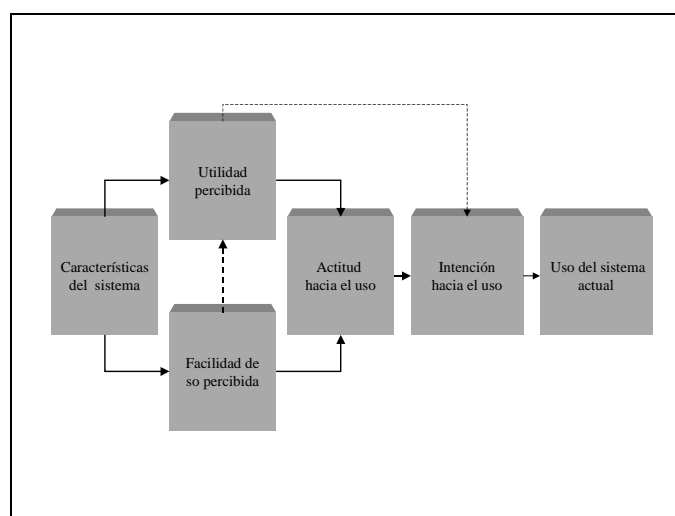 Utilidad
percibida
Características
del sistema
Actitud
hacia el uso
Intención
hacia el uso
Uso del sistema
actual
Facilidad de
so percibida